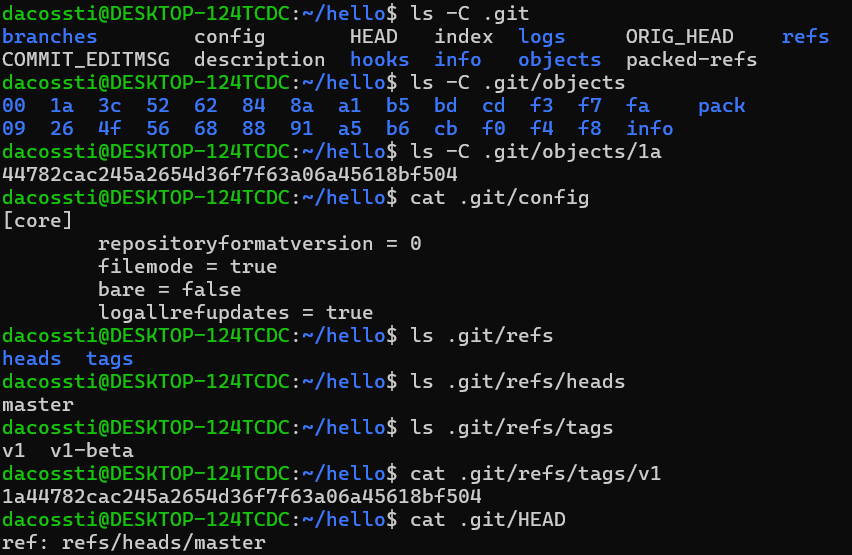 dacossti@DESKTOP-124TCDC:~/hello$ ls -C .git
branches        config       HEAD   index  logs     ORIG_HEAD    refs
COMMIT_EDITMSG  description  hooks  info   objects  packed-refs
dacossti@DESKTOP-124TCDC:~/hello$ ls -C .git/objects
00  1a  3c  52  62  84  8a  a1  b5  bd  cd  f3  f7  fa    pack
09  26  4f  56  68  88  91  a5  b6  cb  f0  f4  f8  info
dacossti@DESKTOP-124TCDC:~/hello$ ls -C .git/objects/1a
44782cac245a2654d36f7f63a06a45618bf504
dacossti@DESKTOP-124TCDC:~/hello$ cat .git/config
[core]
        repositoryformatversion = 0
        filemode = true
        bare = false
        logallrefupdates = true
dacossti@DESKTOP-124TCDC:~/hello$ ls .git/refs
heads  tags
dacossti@DESKTOP-124TCDC:~/hello$ ls .git/refs/heads
master
dacossti@DESKTOP-124TCDC:~/hello$ ls .git/refs/tags
v1  v1-beta
dacossti@DESKTOP-124TCDC:~/hello$ cat .git/refs/tags/v1
1a44782cac245a2654d36f7f63a06a45618bf504
dacossti@DESKTOP-124TCDC:~/hello$ cat .git/HEAD
ref: refs/heads/master